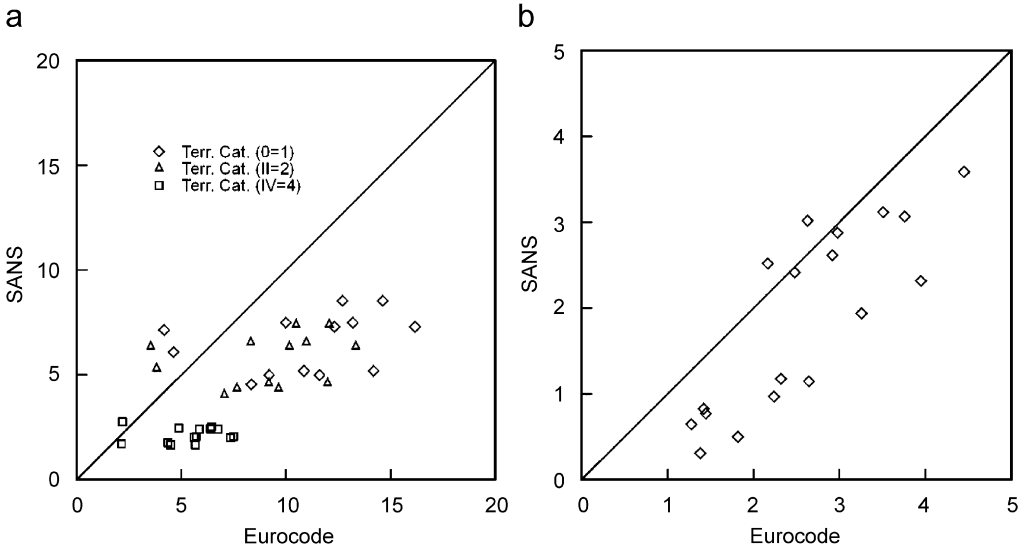 a
20
15
10
5
0
SANS
Terr. Cat. (0=1)
Terr. Cat. (II=2)
Terr. Cat. (IV=4)
0 5 10 15 20
Eurocode
b
5
4
3
2
1
0
SANS
0 1 2 3 4 5
Eurocode